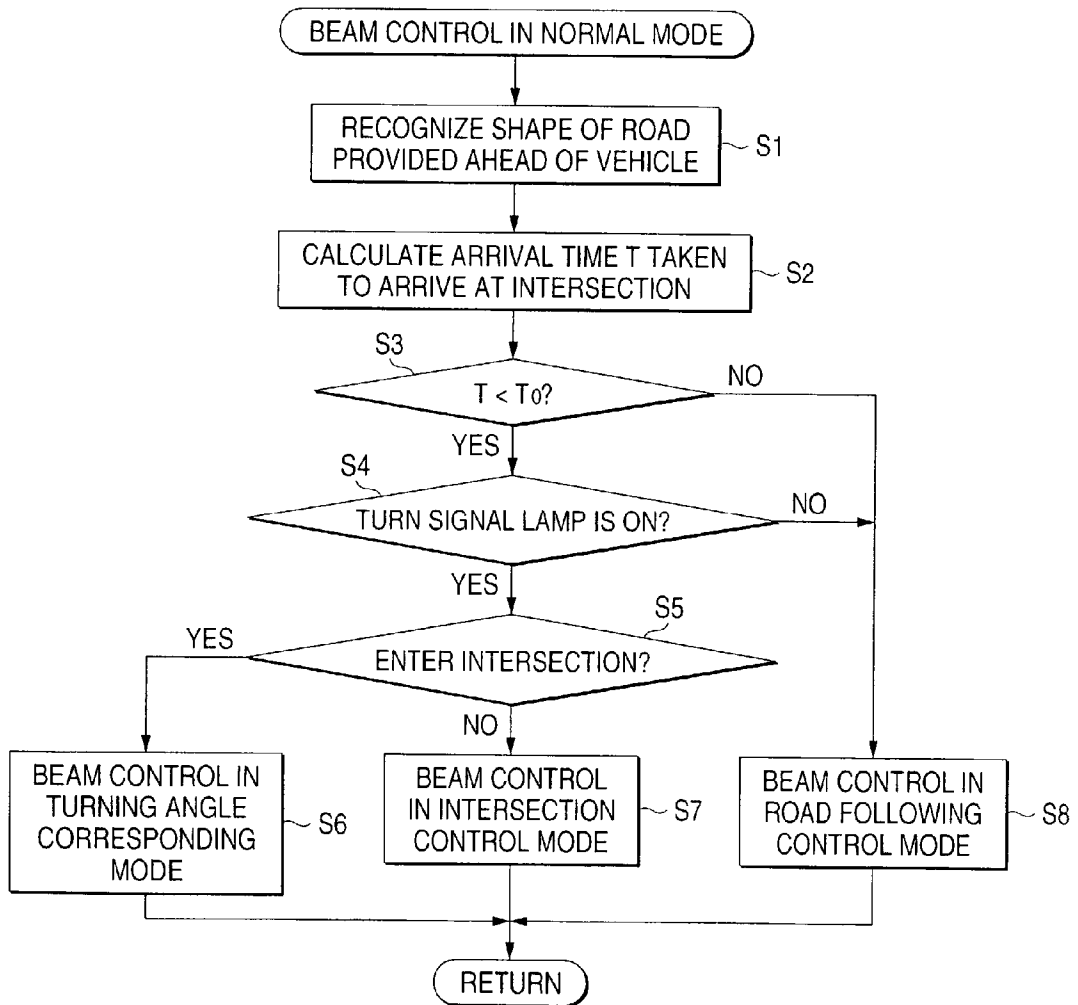 BEAM CONTROL IN NORMAL MODE
RECOGNIZE SHAPE OF ROAD
PROVIDED AHEAD OF VEHICLE
S1
CALCULATE ARRIVAL TIME T TAKEN
TO ARRIVE AT INTERSECTION
S2
S3
T < T0?
NO
YES
S4
TURN SIGNAL LAMP IS ON?
NO
YES
S5
YES
ENTER INTERSECTION?
NO
BEAM CONTROL IN
TURNING ANGLE
CORRESPONDING
MODE
S6
BEAM CONTROL
IN INTERSECTION
CONTROL MODE
S7
BEAM CONTROL IN
ROAD FOLLOWING
CONTROL MODE
S8
RETURN